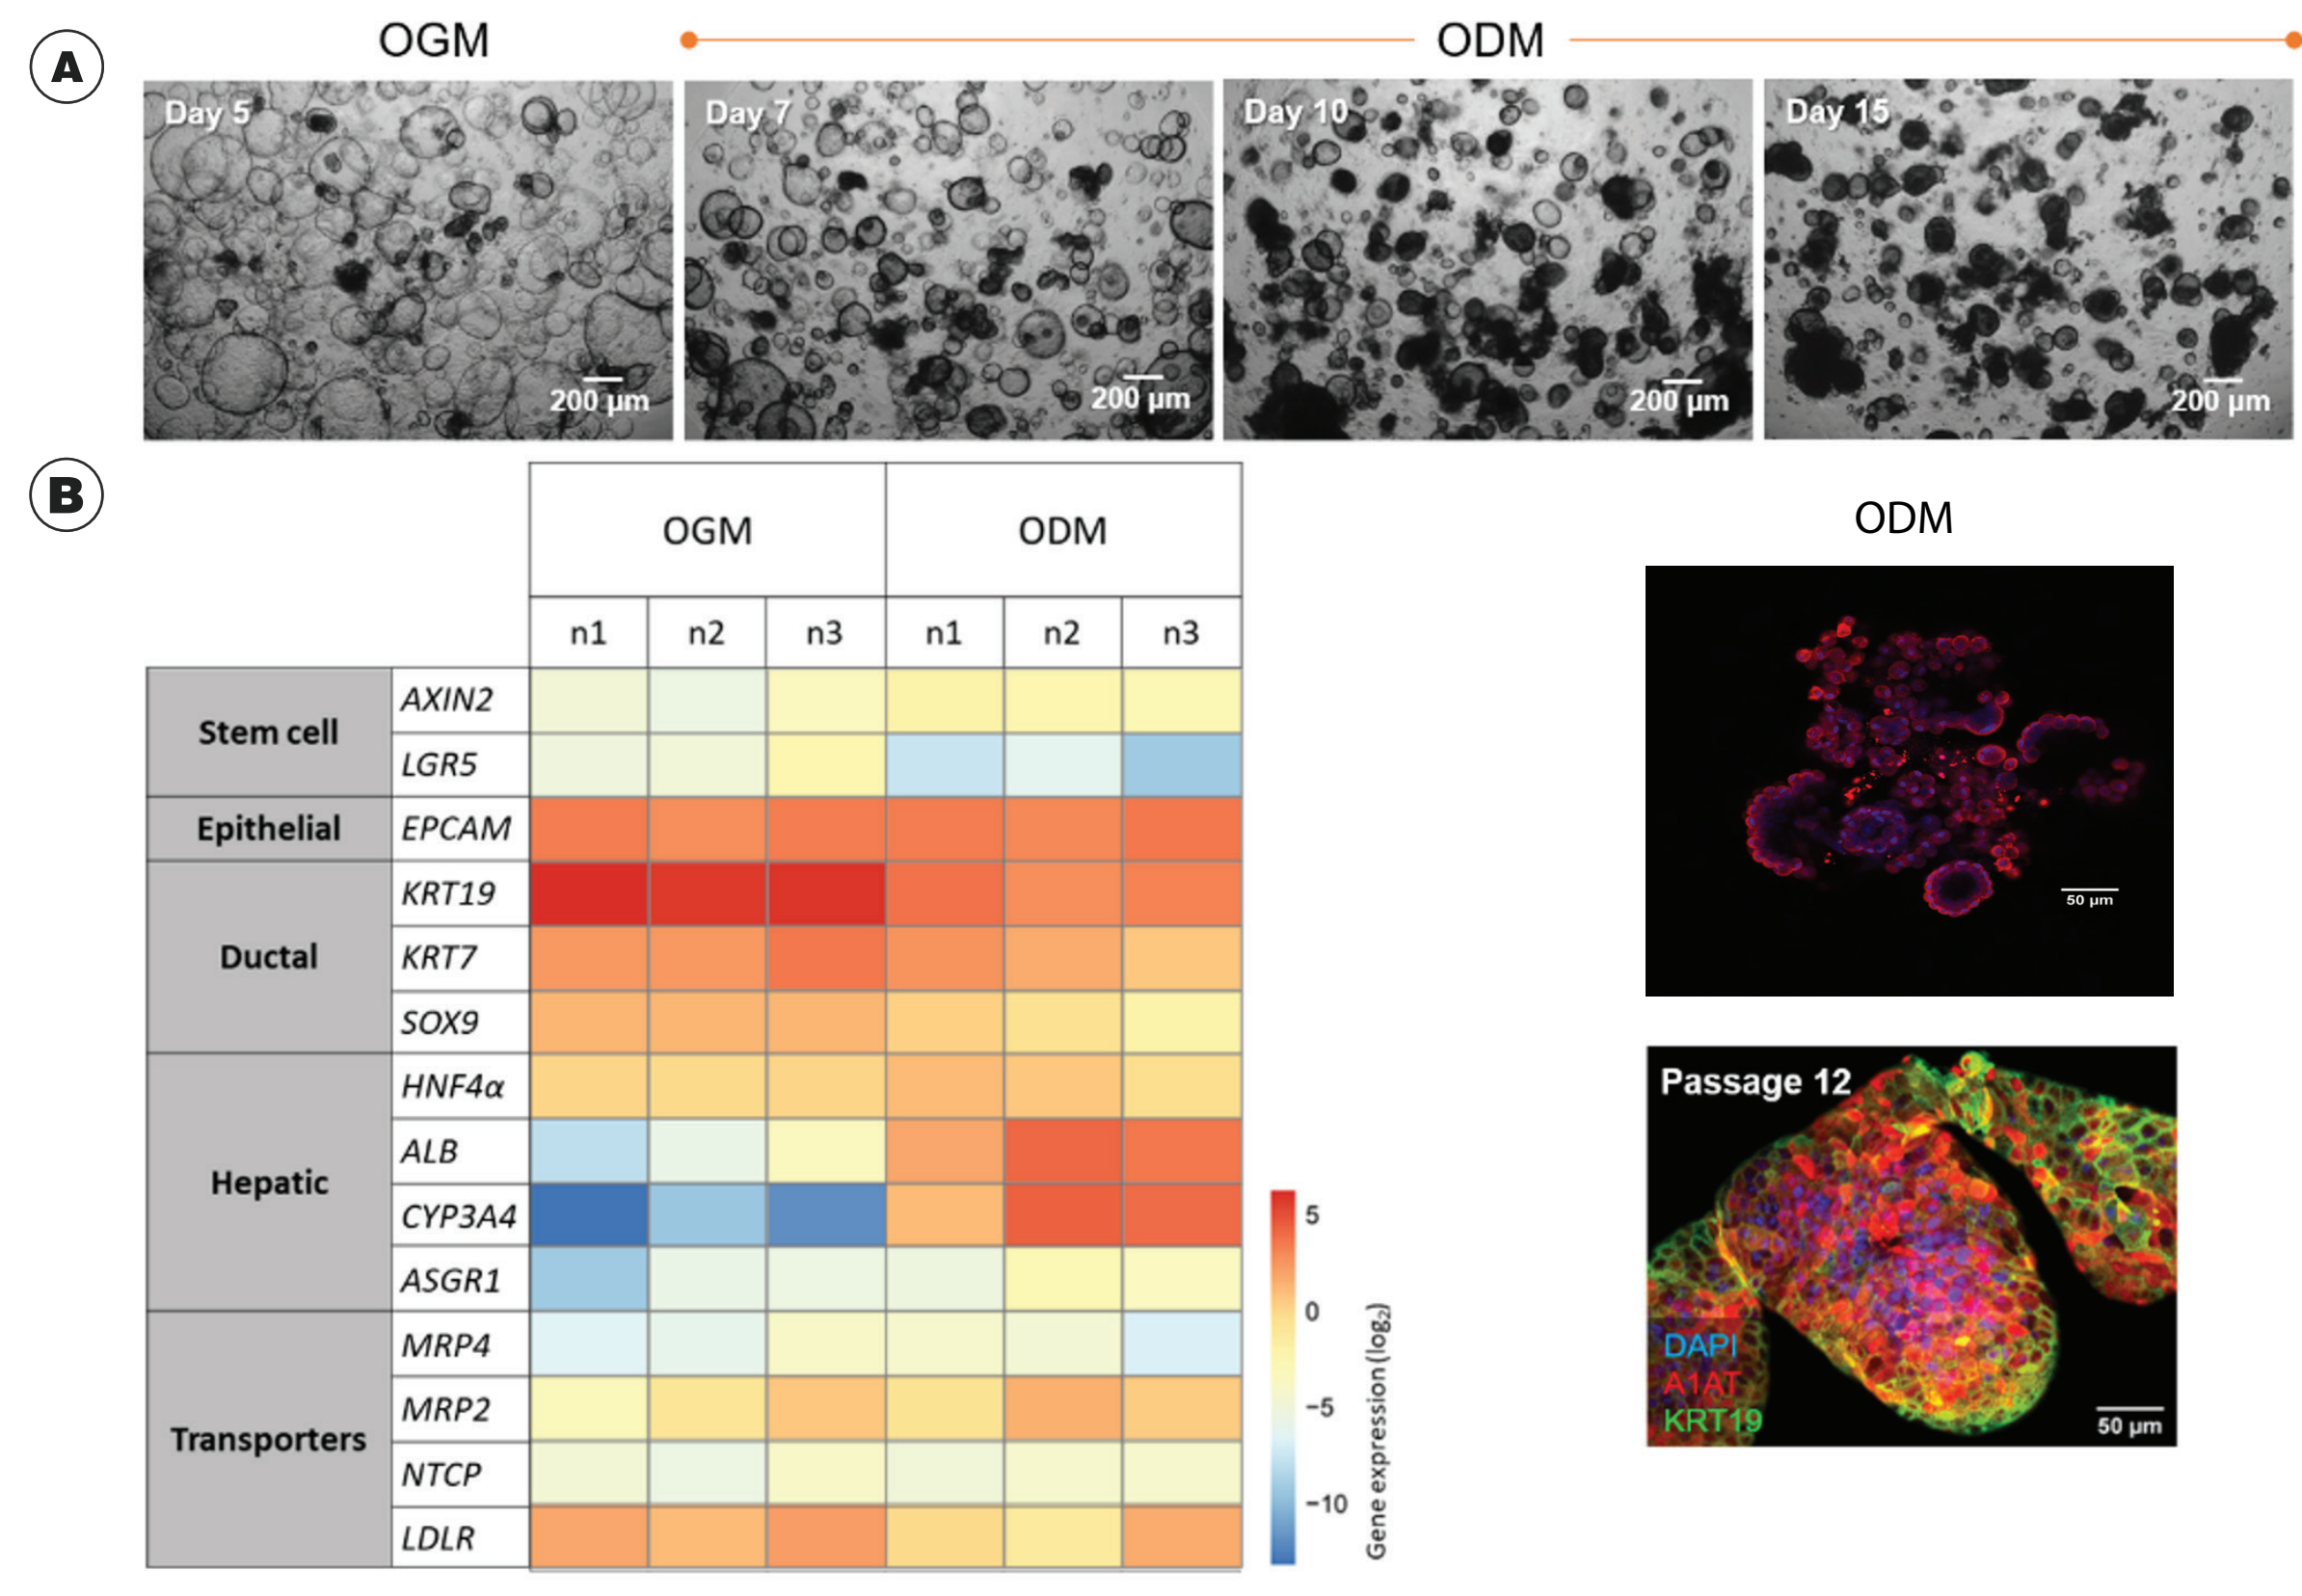 A
OGM
ODM
Day 5
Day 7
Day 10
Day 15
200 µm
200 µm
200 µm
200 µm
B
OGM
ODM
n1 n2 n3 n1 n2 n3
Stem cell
AXIN2
LGR5
Epithelial
EPCAM
Ductal
KRT19
KRT7
SOX9
Hepatic
HNF4α
ALB
CYP3A4
ASGR1
Transporters
MRP4
MRP2
NTCP
LDLR
5
0
−5
−10
Gene expression (log2)
ODM
50 µm
Passage 12
DAPI
A1AT
KRT19
50 µm